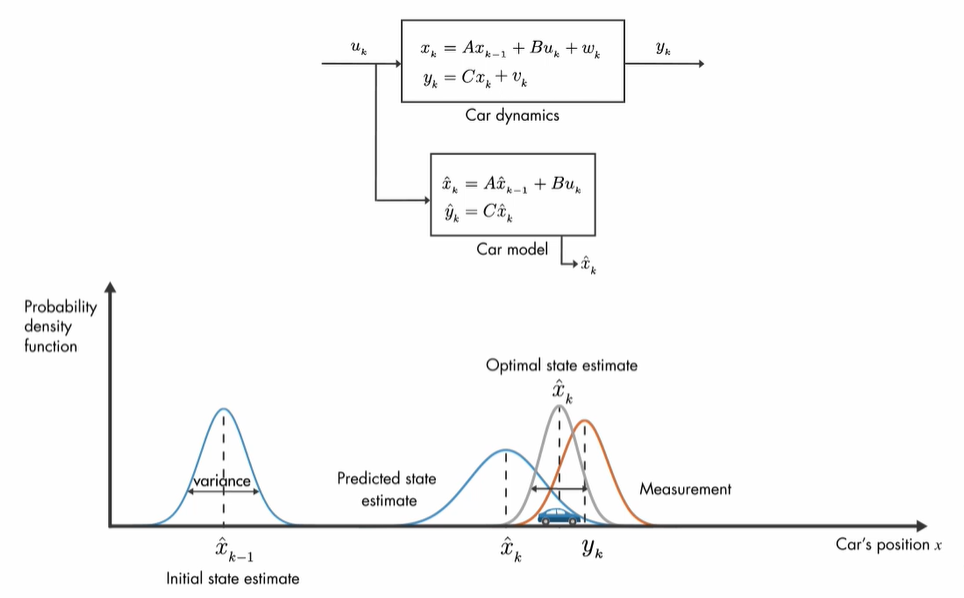 u_k
x_k = Ax_{k-1} + Bu_k + w_k
y_k = Cx_k + v_k
y_k
Car dynamics
x̂_k = Ax̂_{k-1} + Bu_k
ŷ_k = Cx̂_k
Car model
x̂_k
Probability
density
function
Optimal state estimate
x̂_k
variance
Predicted state
estimate
Measurement
x̂_{k-1}
x̂_k
y_k
Car's position x
Initial state estimate